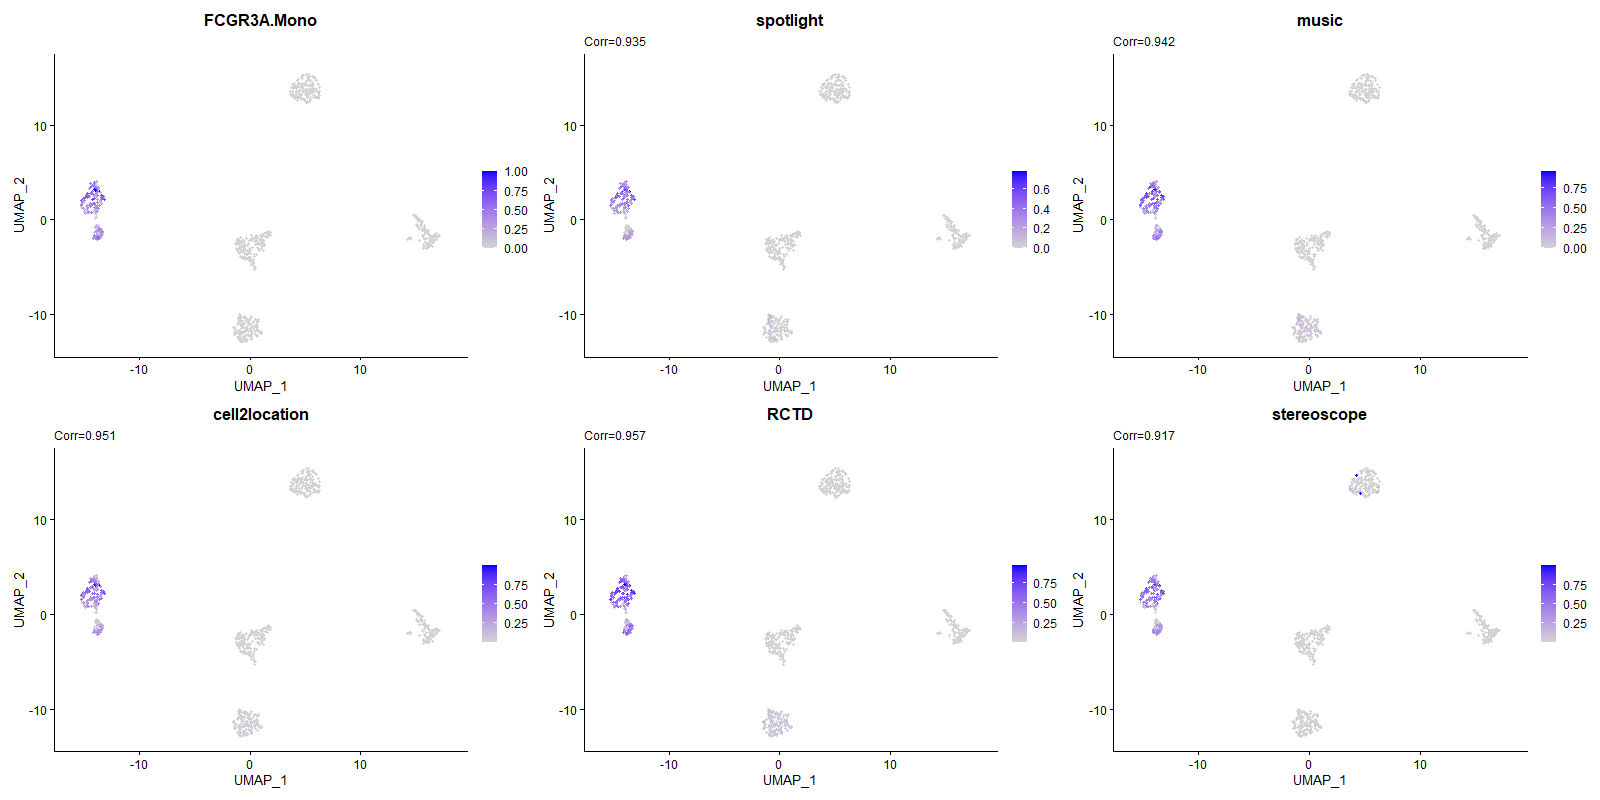 FCGR3A.Mono
UMAP_2
10
0
-10
-10
0
10
UMAP_1
1.00
0.75
0.50
0.25
0.00
spotlight
Corr=0.935
UMAP_2
10
0
-10
-10
0
10
UMAP_1
0.6
0.4
0.2
0.0
music
Corr=0.942
UMAP_2
10
0
-10
-10
0
10
UMAP_1
0.75
0.50
0.25
0.00
cell2location
Corr=0.951
UMAP_2
10
0
-10
-10
0
10
UMAP_1
0.75
0.50
0.25
RCTD
Corr=0.957
UMAP_2
10
0
-10
-10
0
10
UMAP_1
0.75
0.50
0.25
stereoscope
Corr=0.917
UMAP_2
10
0
-10
-10
0
10
UMAP_1
0.75
0.50
0.25